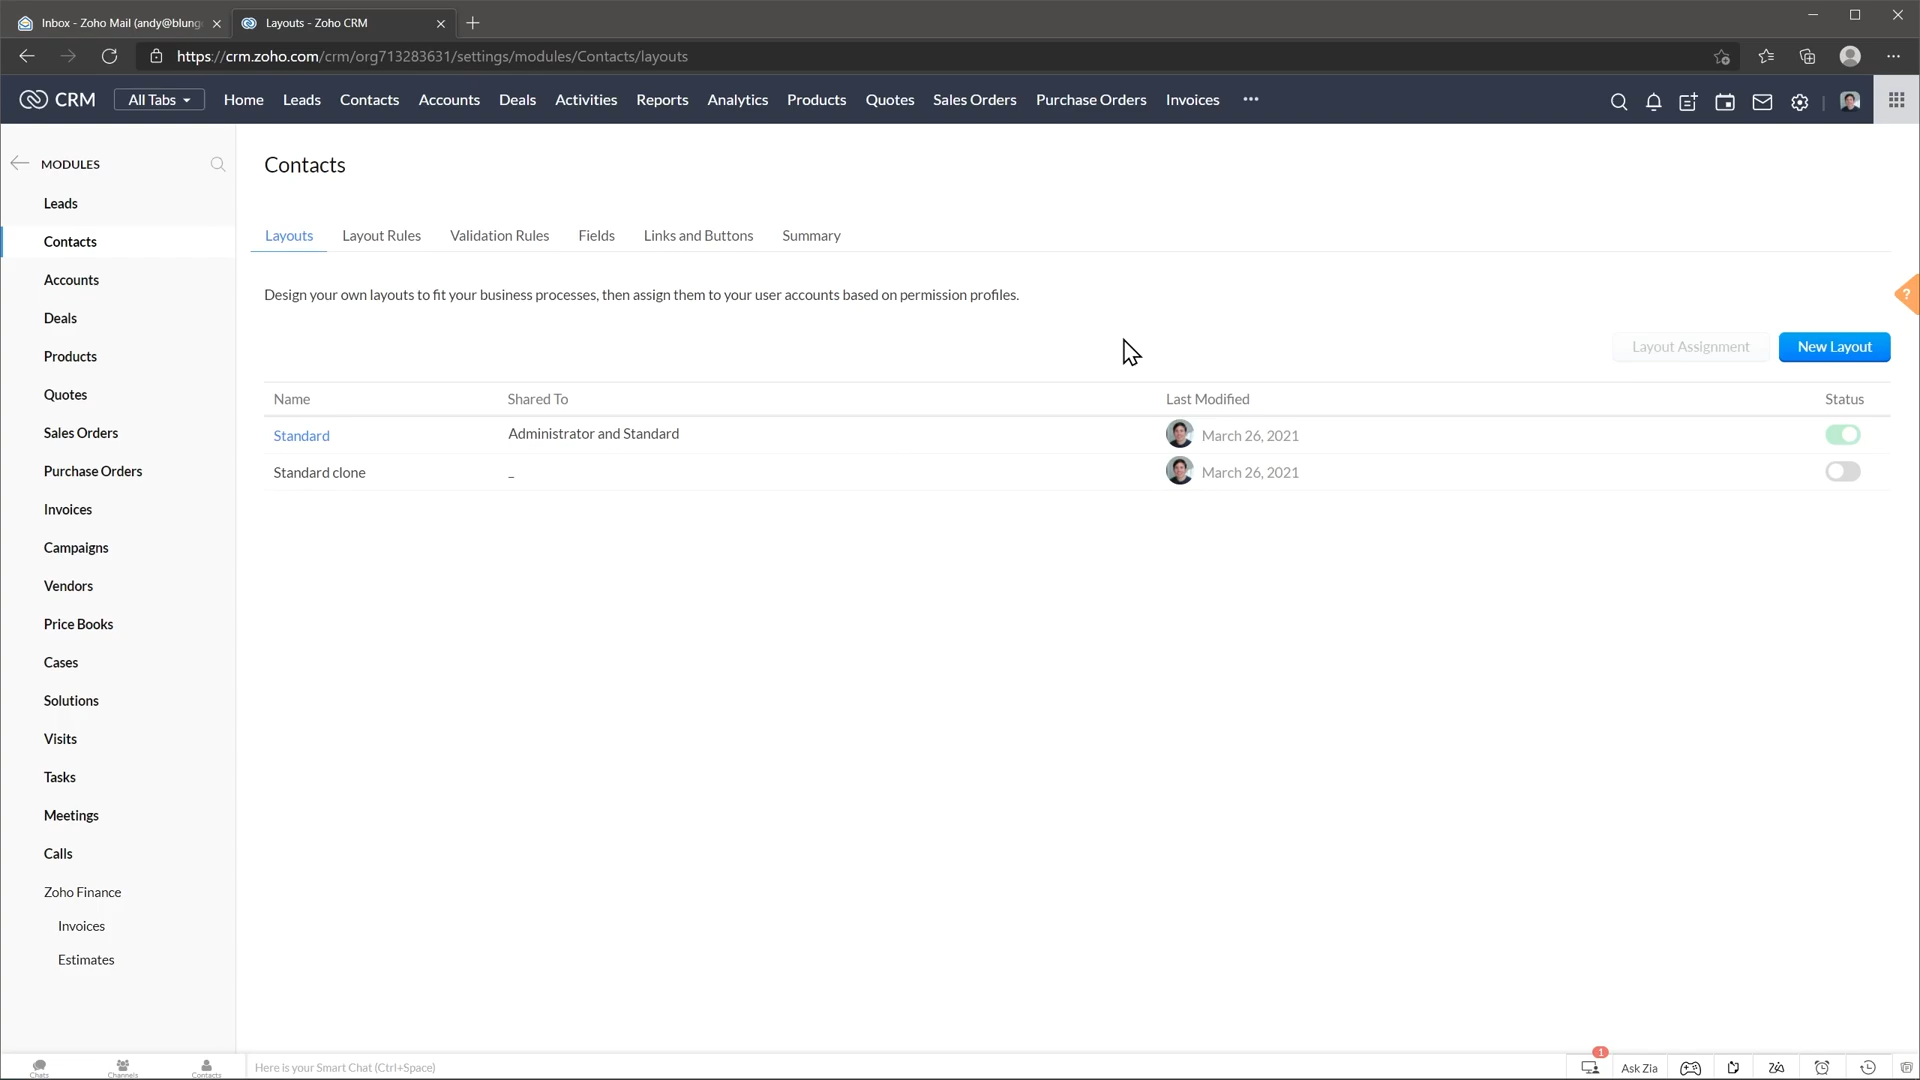 Inbox - Zoho Mail (andy@blung
Layouts - Zoho CRM
https://crm.zoho.com/crm/org713283631/settings/modules/Contacts/layouts
CRM All Tabs Home Leads Contacts Accounts Deals Activities Reports Analytics Products Quotes Sales Orders Purchase Orders Invoices
MODULES
Leads
Contacts
Accounts
Deals
Products
Quotes
Sales Orders
Purchase Orders
Invoices
Campaigns
Vendors
Price Books
Cases
Solutions
Visits
Tasks
Meetings
Calls
Zoho Finance
Invoices
Estimates
Contacts
Layouts Layout Rules Validation Rules Fields Links and Buttons Summary
Design your own layouts to fit your business processes, then assign them to your user accounts based on permission profiles.
?
Layout Assignment New Layout
Name Shared To Last Modified Status
Standard Administrator and Standard March 26, 2021
Standard clone _ March 26, 2021
Chats Channels Contacts
Here is your Smart Chat (Ctrl+Space)
1
Ask Zia